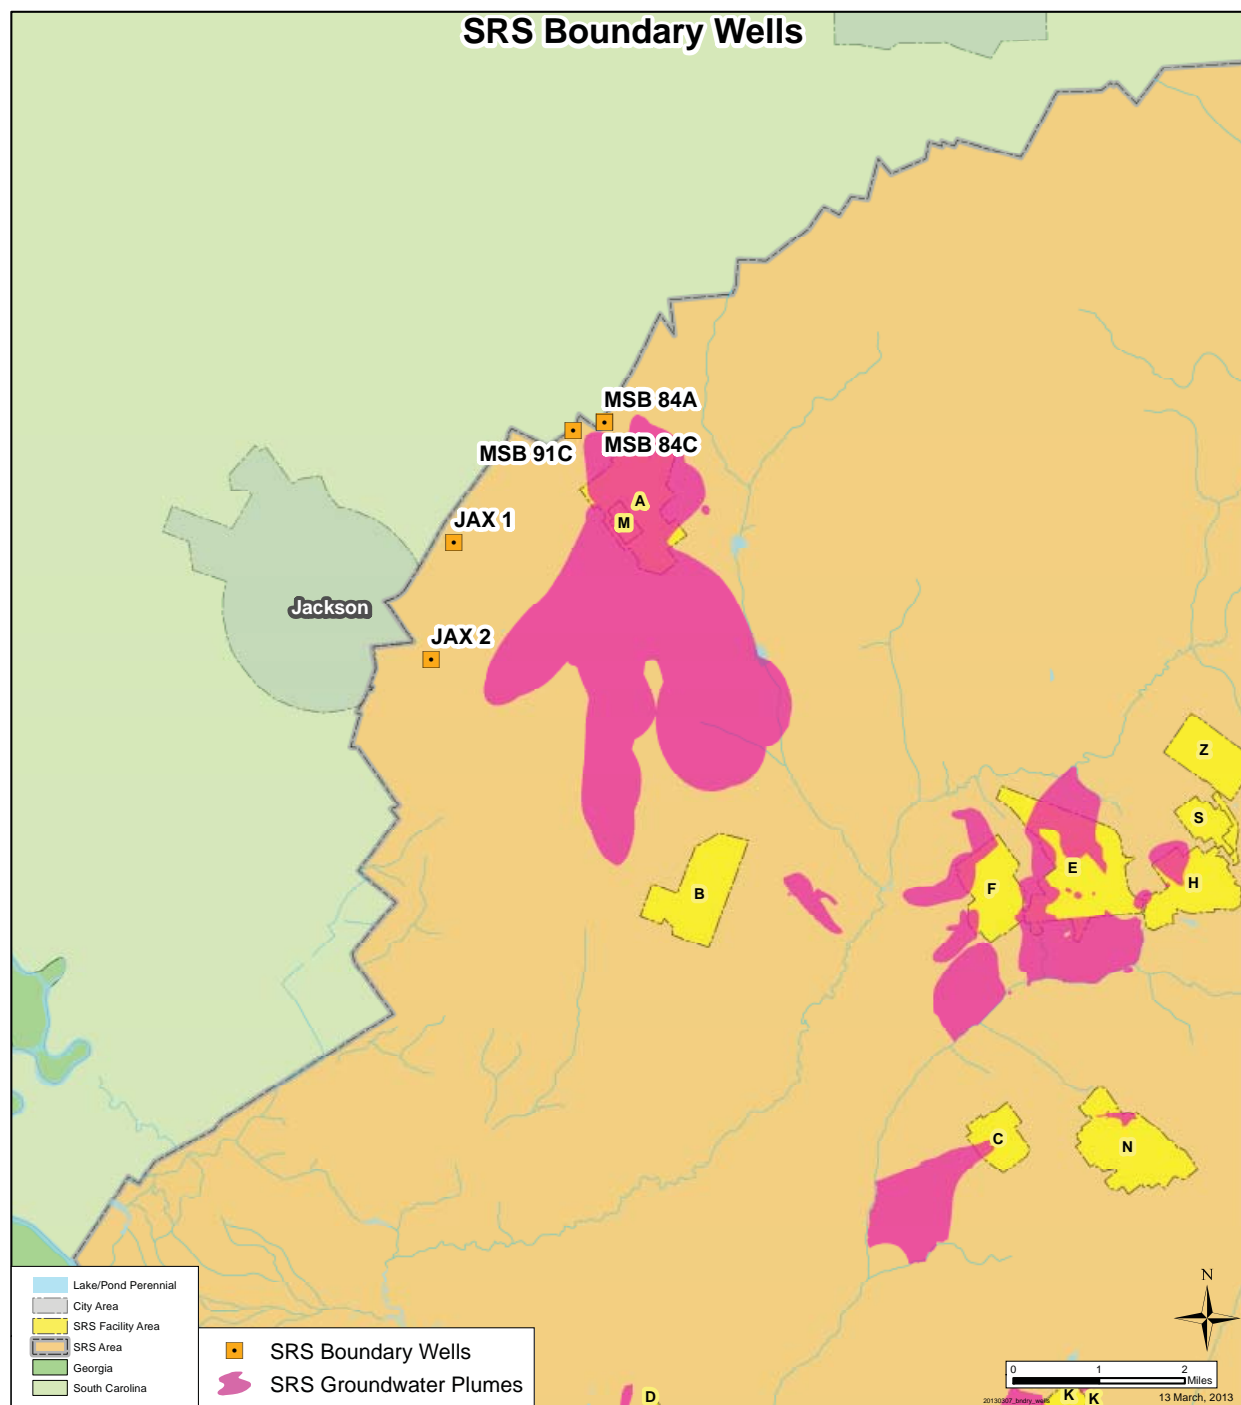 SRS Boundary Wells
MSB 84A
MSB 84C
MSB 91C
A
M
JAX 1
Jackson
JAX 2
Z
S
E
F
H
B
C
N
N
Lake/Pond Perennial
City Area
SRS Facility Area
SRS Area
Georgia
South Carolina
SRS Boundary Wells
SRS Groundwater Plumes
D
K K
0 1 2
Miles
20130307_bndry_wells
13 March, 2013